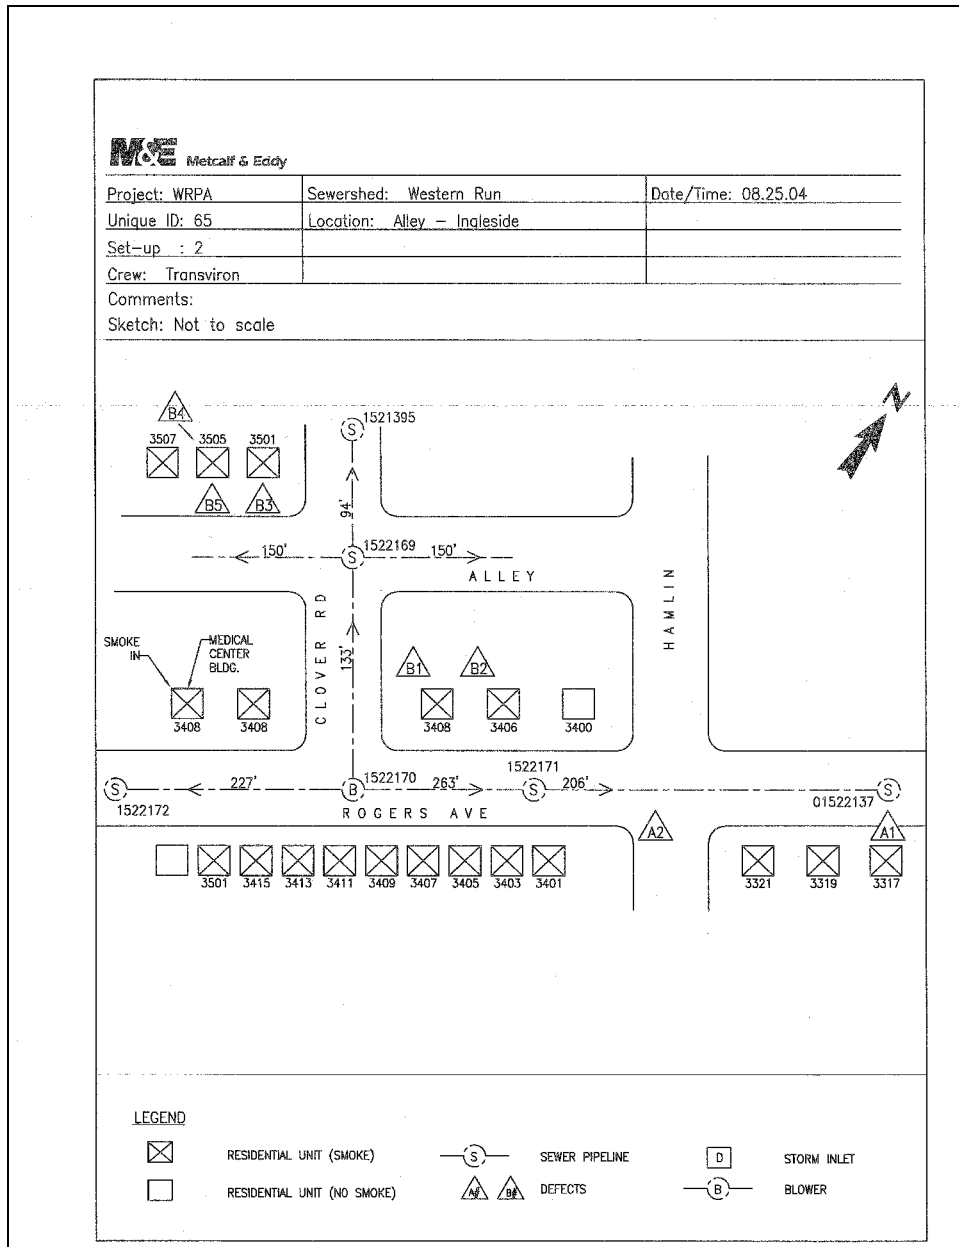 M&E Metcalf & Eddy
Project: WRPA
Sewershed: Western Run
Date/Time: 08.25.04
Unique ID: 65
Location: Alley - Ingleside
Set-up : 2
Crew: Transviron
Comments:
Sketch: Not to scale
N
B4
1521395
3507 3505 3501
S
B5 B3
94'
150' S 1522169 150'
ALLEY
HAMLIN
CLOVER RD
133'
SMOKE
IN
MEDICAL
CENTER
BLDG.
B1 B2
3408 3408 3408 3406 3400
1522171
S 227' B 1522170 263' S 206' S
1522172
01522137
ROGERS AVE
A2 A1
3501 3415 3413 3411 3409 3407 3405 3403 3401 3321 3319 3317
LEGEND
RESIDENTIAL UNIT (SMOKE)
S SEWER PIPELINE
D STORM INLET
RESIDENTIAL UNIT (NO SMOKE)
A# B# DEFECTS
B BLOWER